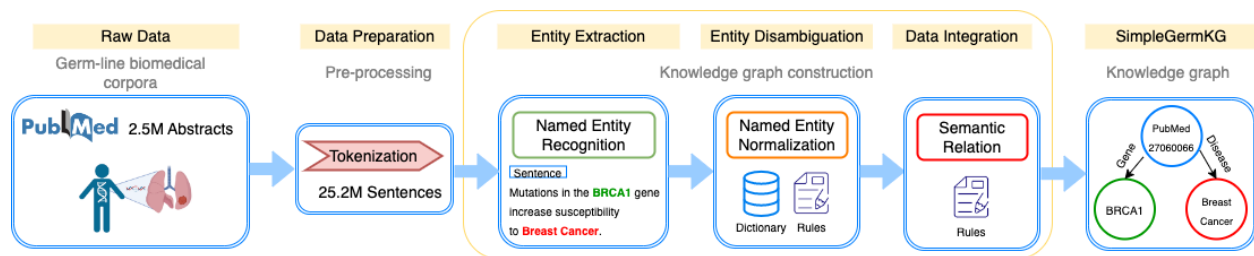 Raw Data
Germ-line biomedical
corpora
PubMed 2.5M Abstracts
Data Preparation
Pre-processing
Tokenization
25.2M Sentences
Entity Extraction
Entity Disambiguation
Data Integration
Knowledge graph construction
Named Entity
Recognition
Sentence
Mutations in the BRCA1 gene
increase susceptibility
to Breast Cancer.
Named Entity
Normalization
Dictionary
Rules
Semantic
Relation
Rules
SimpleGermKG
Knowledge graph
PubMed
27060066
Gene
Disease
BRCA1
Breast
Cancer